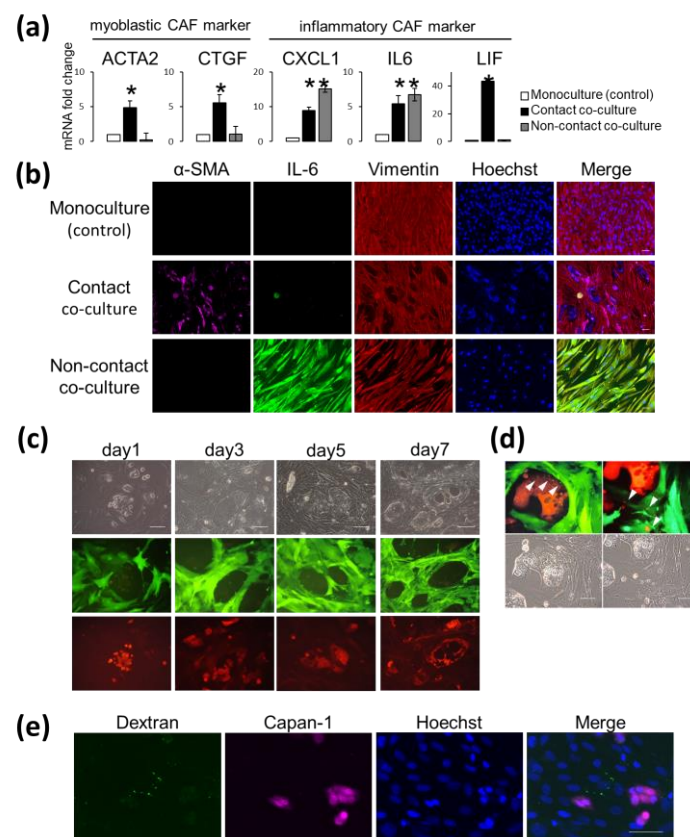 (a)
myoblastic CAF marker inflammatory CAF marker
ACTA2 CTGF CXCL1 IL6 LIF
mRNA fold change
10 5 0
* 
10 5 0
*
20 10 0
* *
10 5 0
* *
40 20 0
*
Monoculture (control)
Contact co-culture
Non-contact co-culture
(b)
α-SMA IL-6 Vimentin Hoechst Merge
Monoculture
(control)
Contact
co-culture
Non-contact
co-culture
(c)
day1 day3 day5 day7
(d)
(e)
Dextran Capan-1 Hoechst Merge